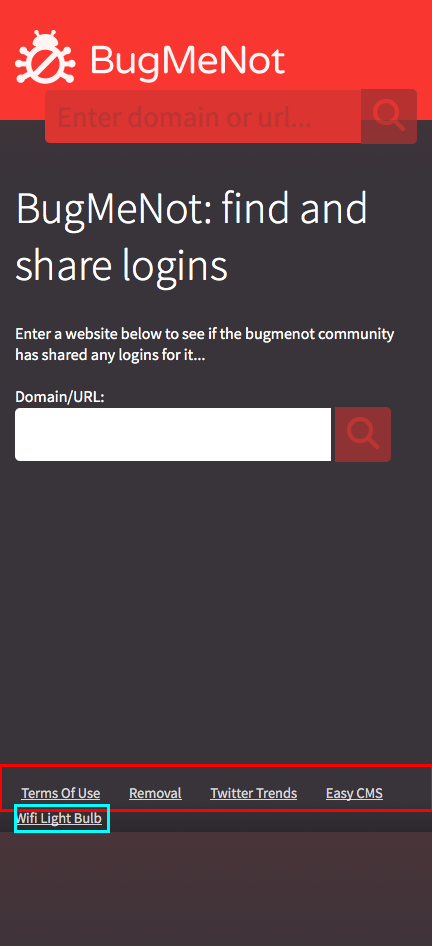 BugMeNot
Enter domain or url...
BugMeNot: find and
share logins
Enter a website below to see if the bugmenot community
has shared any logins for it...
Domain/URL:
Terms Of Use Removal Twitter Trends Easy CMS
Wifi Light Bulb